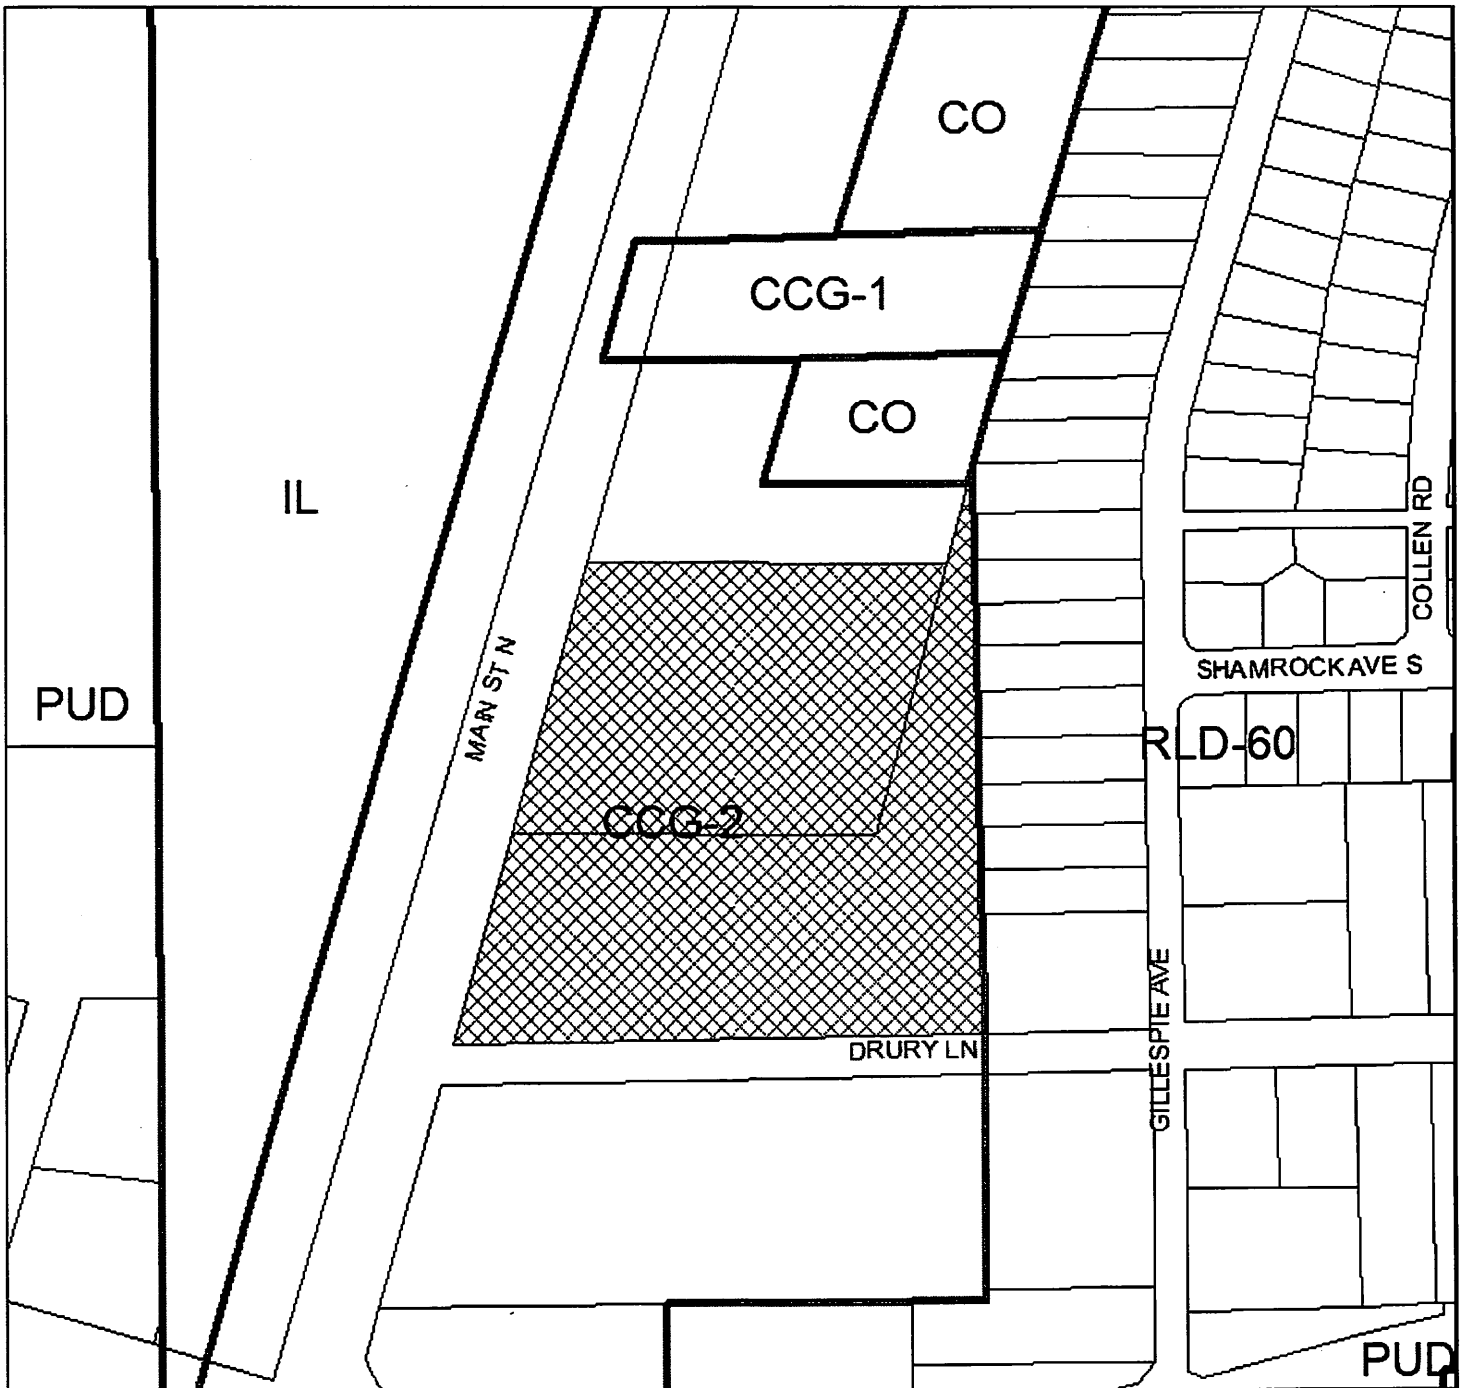 CO
CCG-1
CO
IL
COLLEN RD
MAIN ST N
SHAMROCK AVE S
PUD
RLD-60
CCG-2
GILLESPIE AVE
DRURY LN
PUD